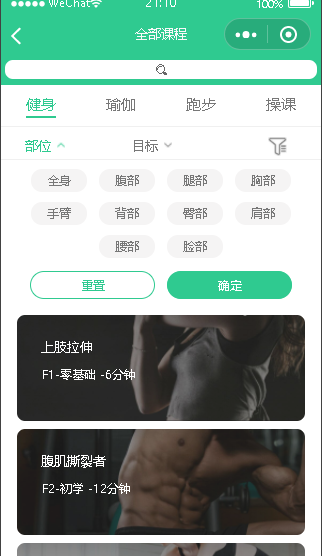 WeChat
21:10
100%
全部课程
健身 瑜伽 跑步 操课
部位 目标
全身 腹部 腿部 胸部
手臂 背部 臀部 肩部
腰部 脸部
重置 确定
上肢拉伸
F1-零基础 -6分钟
腹肌撕裂者
F2-初学 -12分钟